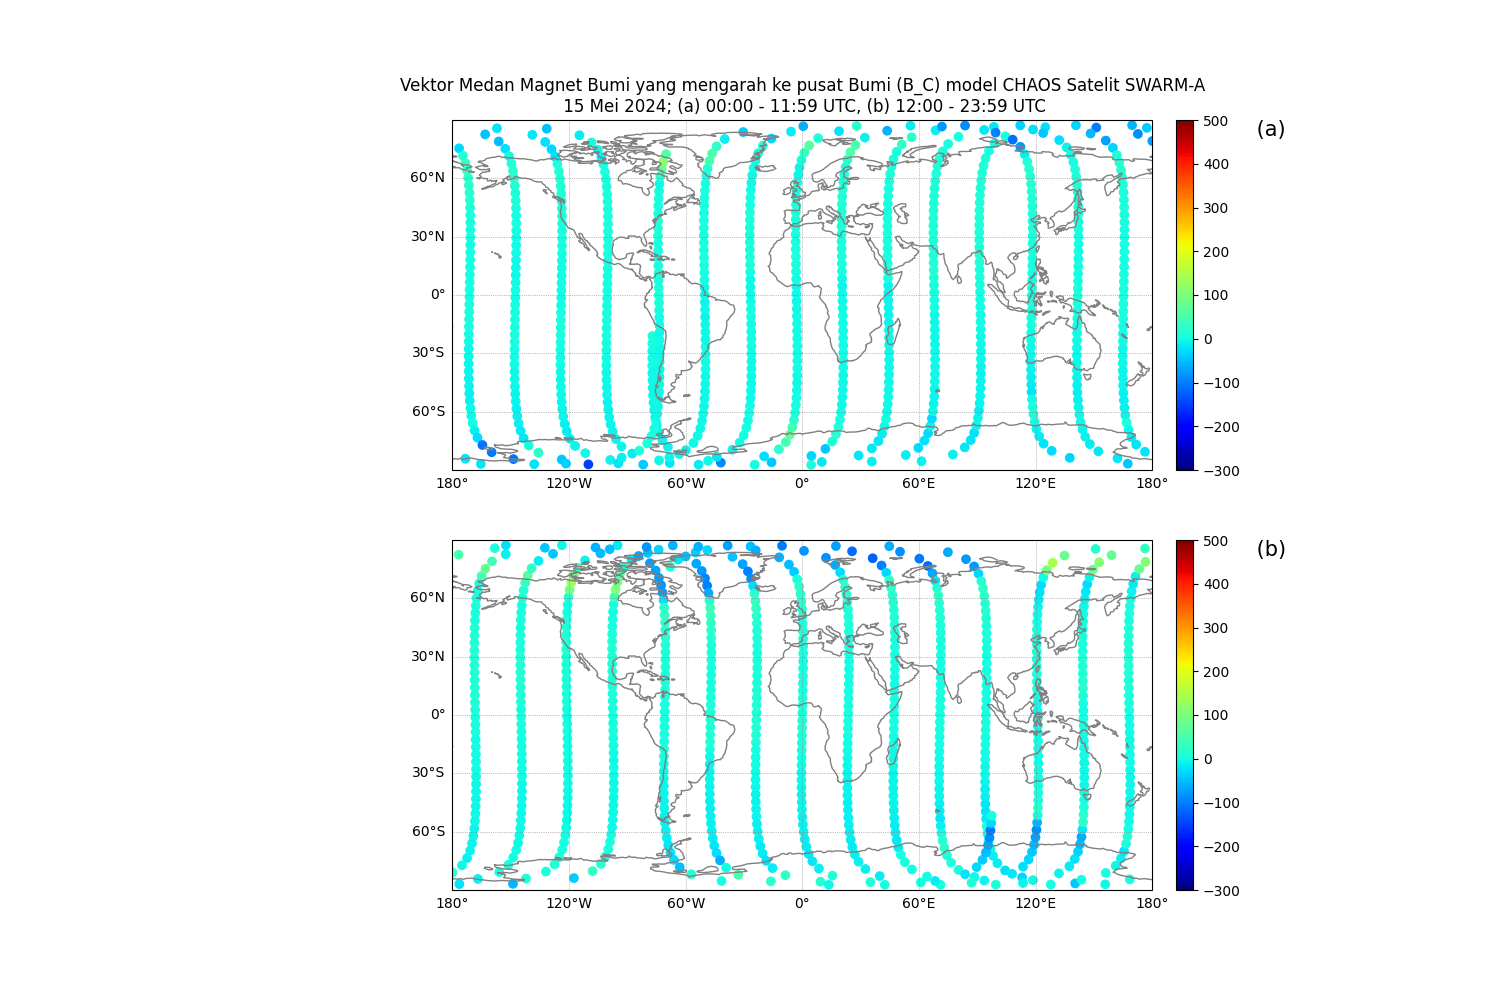 Vektor Medan Magnet Bumi yang mengarah ke pusat Bumi (B_C) model CHAOS Satelit SWARM-A
15 Mei 2024; (a) 00:00 - 11:59 UTC, (b) 12:00 - 23:59 UTC
(a)
60°N
30°N
0°
30°S
60°S
180° 120°W 60°W 0° 60°E 120°E 180°
500
400
300
200
100
0
−100
−200
−300
(b)
60°N
30°N
0°
30°S
60°S
180° 120°W 60°W 0° 60°E 120°E 180°
500
400
300
200
100
0
−100
−200
−300